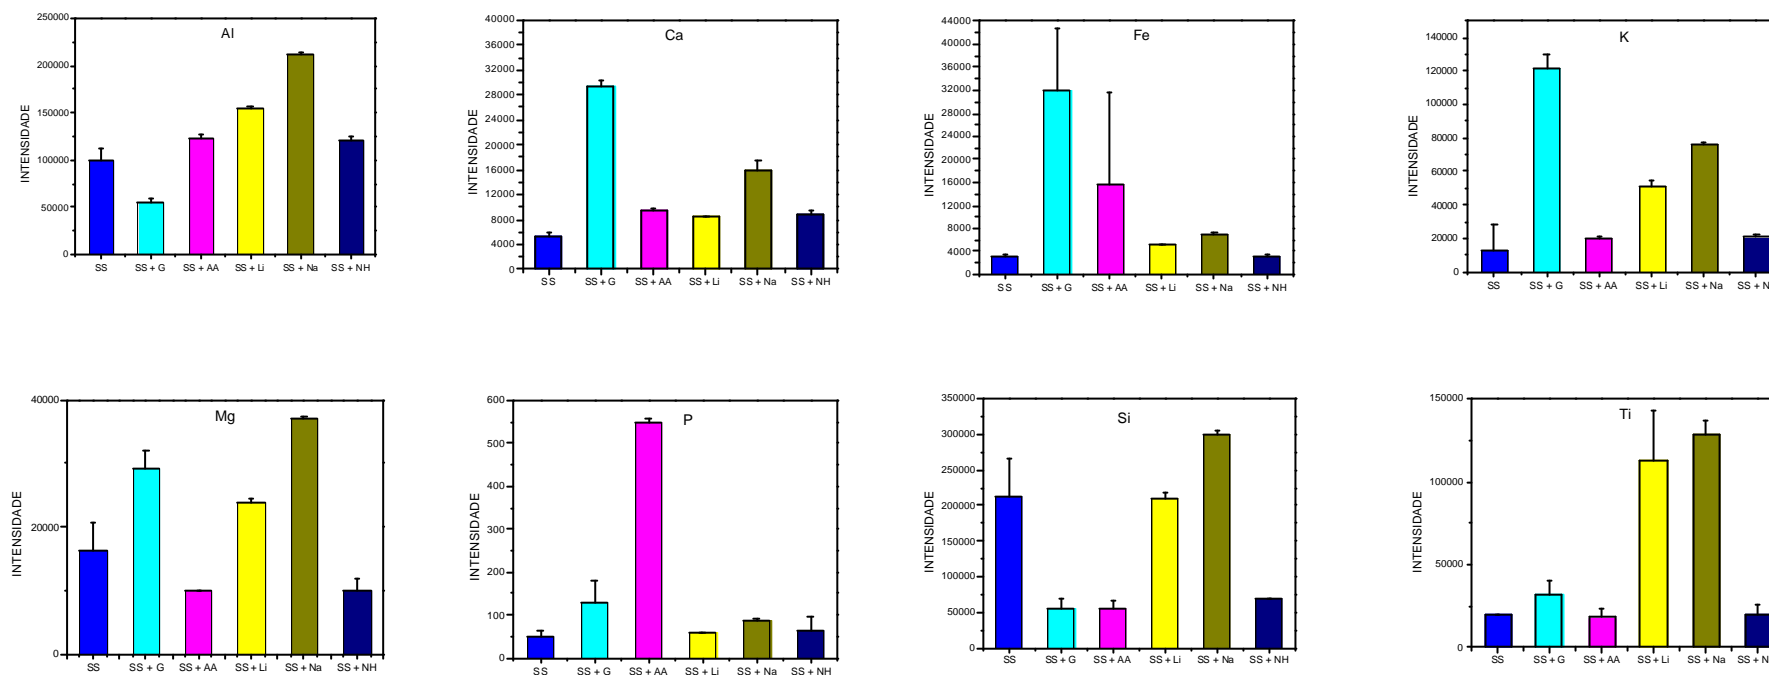 Al
INTENSIDADE
250000
200000
150000
100000
50000
0
SS
SS + G
SS + AA
SS + Li
SS + Na
SS + NH
Ca
INTENSIDADE
40000
36000
32000
28000
24000
20000
16000
12000
8000
4000
0
SS
SS + G
SS + AA
SS + Li
SS + Na
SS + NH
Fe
INTENSIDADE
44000
40000
36000
32000
28000
24000
20000
16000
12000
8000
4000
0
SS
SS + G
SS + AA
SS + Li
SS + Na
SS + NH
K
INTENSIDADE
140000
120000
100000
80000
60000
40000
20000
0
SS
SS + G
SS + AA
SS + Li
SS + Na
SS + N
Mg
INTENSIDADE
40000
20000
0
SS
SS + G
SS + AA
SS + Li
SS + Na
SS + NH
P
INTENSIDADE
600
500
400
300
200
100
0
SS
SS + G
SS + AA
SS + Li
SS + Na
SS + NH
Si
INTENSIDADE
350000
300000
250000
200000
150000
100000
50000
0
SS
SS + G
SS + AA
SS + Li
SS + Na
SS + NH
Ti
INTENSIDADE
150000
100000
50000
0
SS
SS + G
SS + AA
SS + Li
SS + Na
SS + N